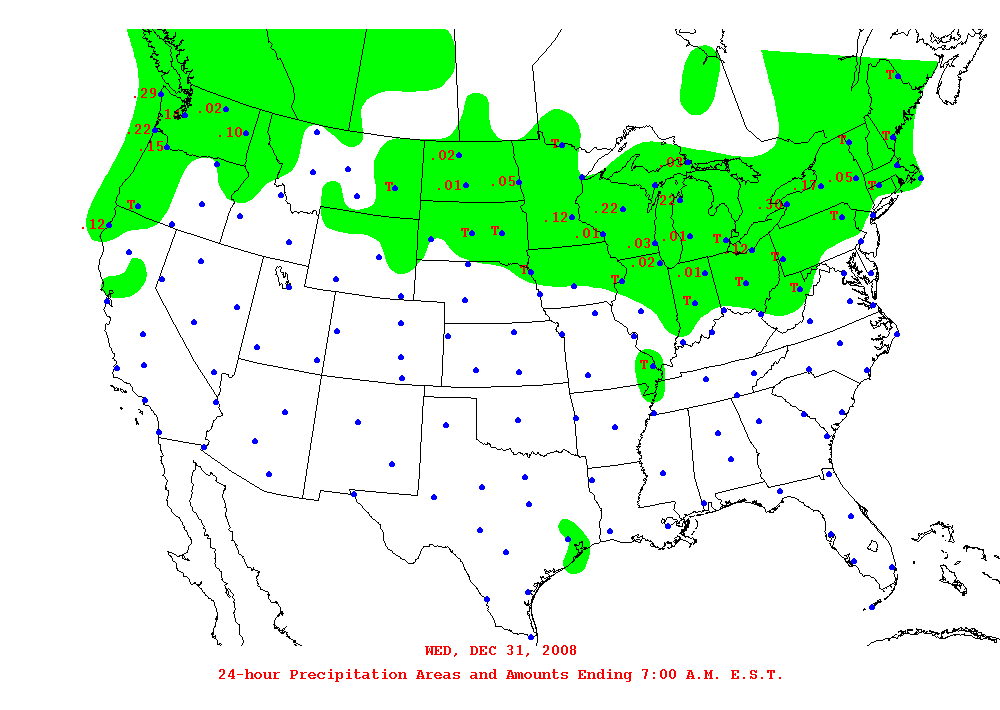 T
.29
.02
.14
.22
.10
.15
T
.02
.01
.17
.05
T
T
.01
.05
T
.22
.22
.30
T
.12
.12
T
T
T
.01
.03
.01
T
.12
.02
T
T
.01
T
T
T
T
T
WED, DEC 31, 2008
24-hour Precipitation Areas and Amounts Ending 7:00 A.M. E.S.T.